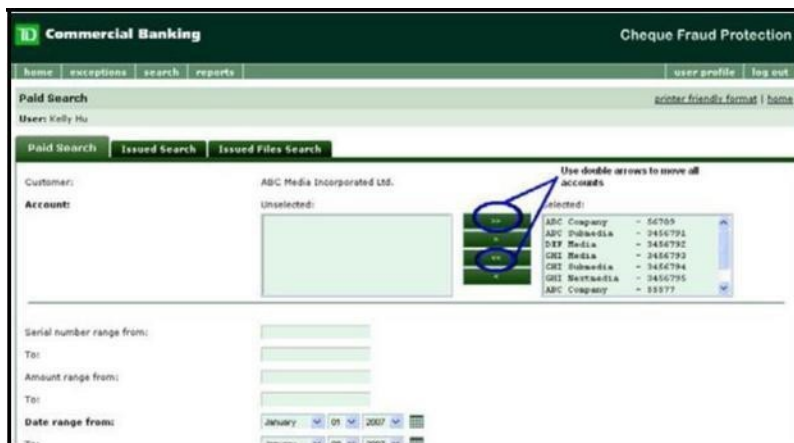 TD Commercial Banking
Cheque Fraud Protection
home exceptions search reports user profile log out
Paid Search printer friendly format | home
User: Kelly Hu
Paid Search Issued Search Issued Files Search
Use double arrows to move all accounts
Customer: ABC Media Incorporated Ltd.
Account: Unselected: Selected:
>>
>
<<
<
ABC Company - 56789
ABC Submedia - 3456791
DEF Media - 3456792
GHI Media - 3456793
GHI Submedia - 3456794
GHI Nextmedia - 3456795
ABC Company - 55577
Serial number range from:
To:
Amount range from:
To:
Date range from: January 01 2007
To: January 2007